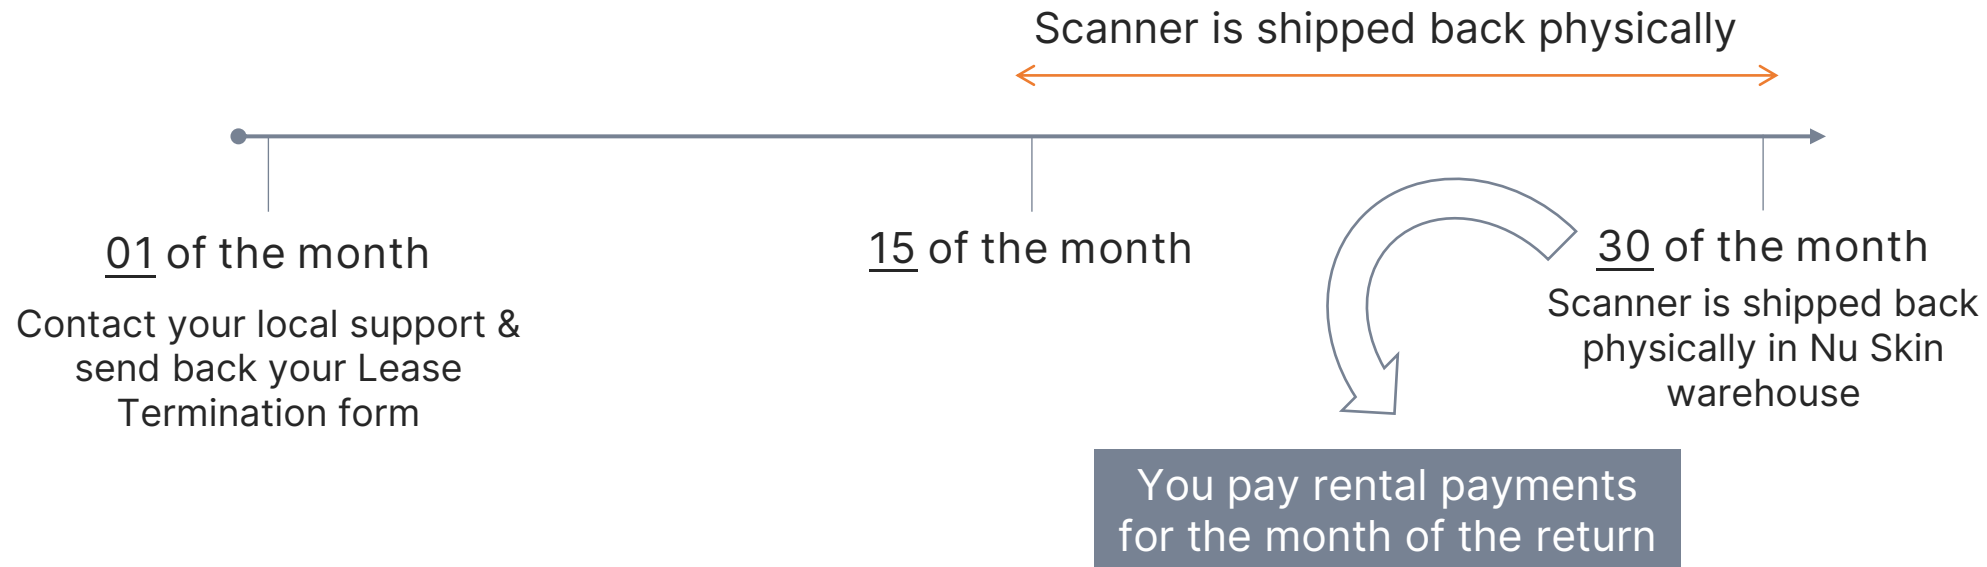 Scanner is shipped back physically
01 of the month
Contact your local support &
send back your Lease
Termination form
15 of the month
30 of the month
Scanner is shipped back
physically in Nu Skin
warehouse
You pay rental payments
for the month of the return